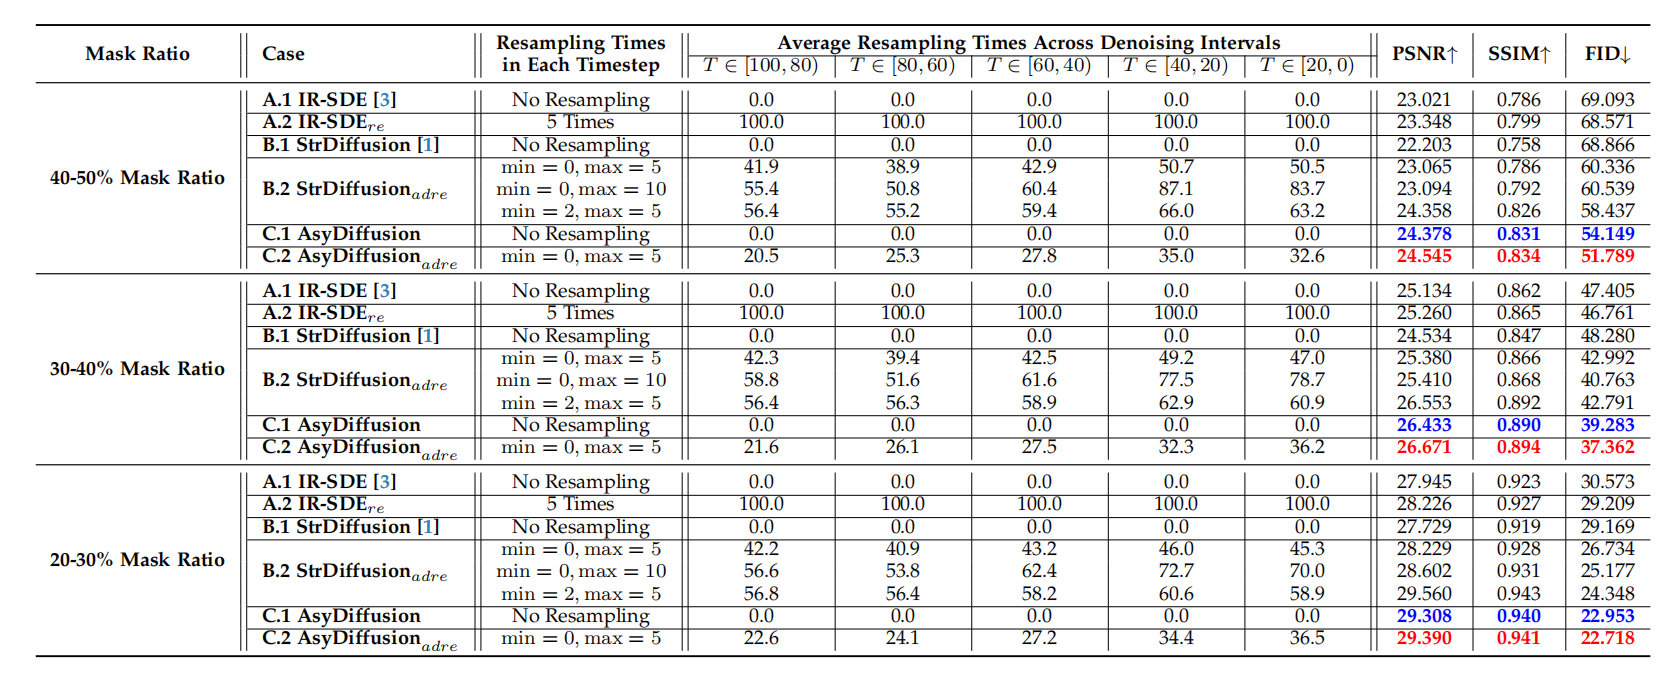 Mask Ratio Case Resampling Times in Each Timestep Average Resampling Times Across Denoising Intervals PSNR↑ SSIM↑ FID↓
T ∈ [100, 80) T ∈ [80, 60) T ∈ [60, 40) T ∈ [40, 20) T ∈ [20, 0)
40-50% Mask Ratio
A.1 IR-SDE [3] No Resampling 0.0 0.0 0.0 0.0 0.0 23.021 0.786 69.093
A.2 IR-SDEre 5 Times 100.0 100.0 100.0 100.0 100.0 23.348 0.799 68.571
B.1 StrDiffusion [1] No Resampling 0.0 0.0 0.0 0.0 0.0 22.203 0.758 68.866
B.2 StrDiffusionadre
min = 0, max = 5 41.9 38.9 42.9 50.7 50.5 23.065 0.786 60.336
min = 0, max = 10 55.4 50.8 60.4 87.1 83.7 23.094 0.792 60.539
min = 2, max = 5 56.4 55.2 59.4 66.0 63.2 24.358 0.826 58.437
C.1 AsyDiffusion No Resampling 0.0 0.0 0.0 0.0 0.0 24.378 0.831 54.149
C.2 AsyDiffusionadre min = 0, max = 5 20.5 25.3 27.8 35.0 32.6 24.545 0.834 51.789
30-40% Mask Ratio
A.1 IR-SDE [3] No Resampling 0.0 0.0 0.0 0.0 0.0 25.134 0.862 47.405
A.2 IR-SDEre 5 Times 100.0 100.0 100.0 100.0 100.0 25.260 0.865 46.761
B.1 StrDiffusion [1] No Resampling 0.0 0.0 0.0 0.0 0.0 24.534 0.847 48.280
B.2 StrDiffusionadre
min = 0, max = 5 42.3 39.4 42.5 49.2 47.0 25.380 0.866 42.992
min = 0, max = 10 58.8 51.6 61.6 77.5 78.7 25.410 0.868 40.763
min = 2, max = 5 56.4 56.3 58.9 62.9 60.9 26.553 0.892 42.791
C.1 AsyDiffusion No Resampling 0.0 0.0 0.0 0.0 0.0 26.433 0.890 39.283
C.2 AsyDiffusionadre min = 0, max = 5 21.6 26.1 27.5 32.3 36.2 26.671 0.894 37.362
20-30% Mask Ratio
A.1 IR-SDE [3] No Resampling 0.0 0.0 0.0 0.0 0.0 27.945 0.923 30.573
A.2 IR-SDEre 5 Times 100.0 100.0 100.0 100.0 100.0 28.226 0.927 29.209
B.1 StrDiffusion [1] No Resampling 0.0 0.0 0.0 0.0 0.0 27.729 0.919 29.169
B.2 StrDiffusionadre
min = 0, max = 5 42.2 40.9 43.2 46.0 45.3 28.229 0.928 26.734
min = 0, max = 10 56.6 53.8 62.4 72.7 70.0 28.602 0.931 25.177
min = 2, max = 5 56.8 56.4 58.2 60.6 58.9 29.560 0.943 24.348
C.1 AsyDiffusion No Resampling 0.0 0.0 0.0 0.0 0.0 29.308 0.940 22.953
C.2 AsyDiffusionadre min = 0, max = 5 22.6 24.1 27.2 34.4 36.5 29.390 0.941 22.718